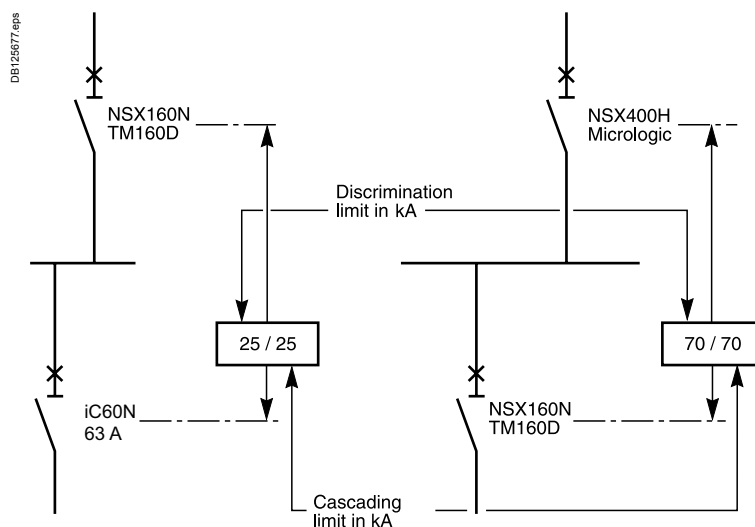 DB125677.eps
NSX160N
TM160D
NSX400H
Micrologic
Discrimination
limit in kA
25 / 25
70 / 70
iC60N
63 A
NSX160N
TM160D
Cascading
limit in kA